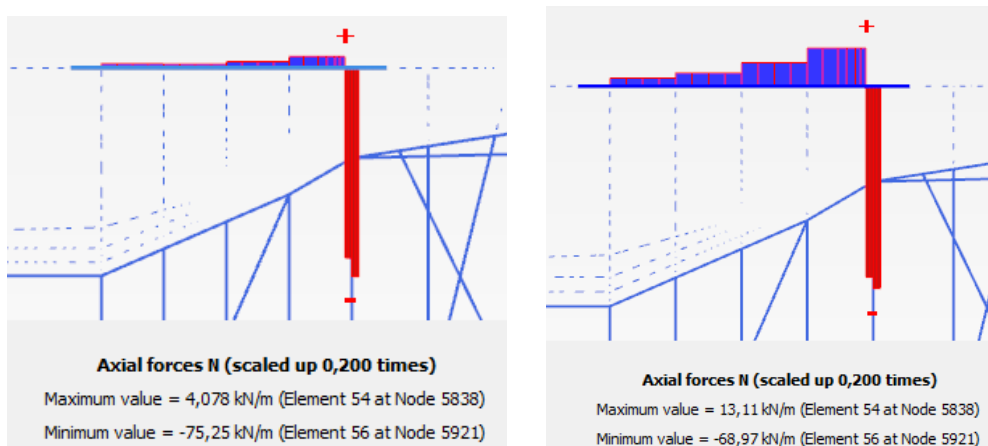 Axial forces N (scaled up 0,200 times)
Maximum value = 4,078 kN/m (Element 54 at Node 5838)
Minimum value = -75,25 kN/m (Element 56 at Node 5921)
Axial forces N (scaled up 0,200 times)
Maximum value = 13,11 kN/m (Element 54 at Node 5838)
Minimum value = -68,97 kN/m (Element 56 at Node 5921)